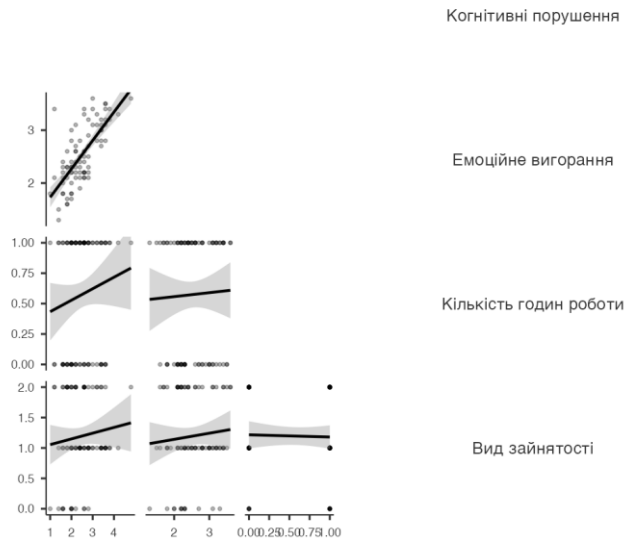 Когнітивні порушення
3
2
Емоційне вигорання
1.00
0.75
0.50
0.25
0.00
Кількість годин роботи
2.0
1.5
1.0
0.5
0.0
Вид зайнятості
1 2 3 4 2 3 0.00 0.25 0.50 0.75 1.00